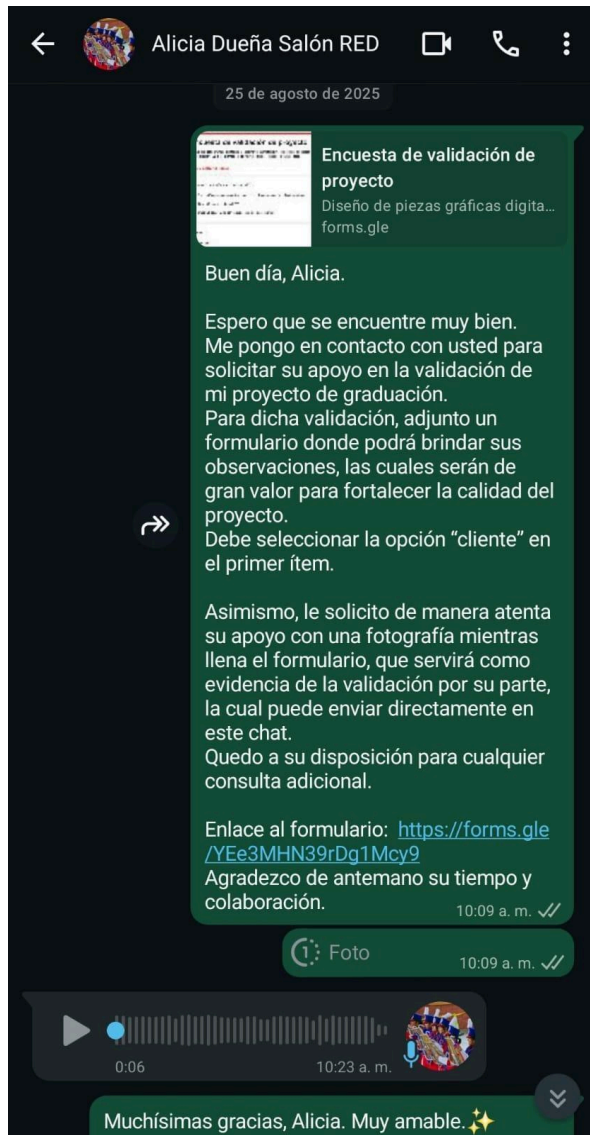 Alicia Dueña Salón RED
25 de agosto de 2025
Encuesta de validación de
proyecto
Diseño de piezas gráficas digita...
forms.gle
Buen día, Alicia.
Espero que se encuentre muy bien.
Me pongo en contacto con usted para
solicitar su apoyo en la validación de
mi proyecto de graduación.
Para dicha validación, adjunto un
formulario donde podrá brindar sus
observaciones, las cuales serán de
gran valor para fortalecer la calidad del
proyecto.
Debe seleccionar la opción “cliente” en
el primer ítem.
Asimismo, le solicito de manera atenta
su apoyo con una fotografía mientras
llena el formulario, que servirá como
evidencia de la validación por su parte,
la cual puede enviar directamente en
este chat.
Quedo a su disposición para cualquier
consulta adicional.
Enlace al formulario: https://forms.gle
/YEe3MHN39rDg1Mcy9
Agradezco de antemano su tiempo y
colaboración.
10:09 a. m.
1 Foto
10:09 a. m.
0:06
10:23 a. m.
Muchísimas gracias, Alicia. Muy amable.✨